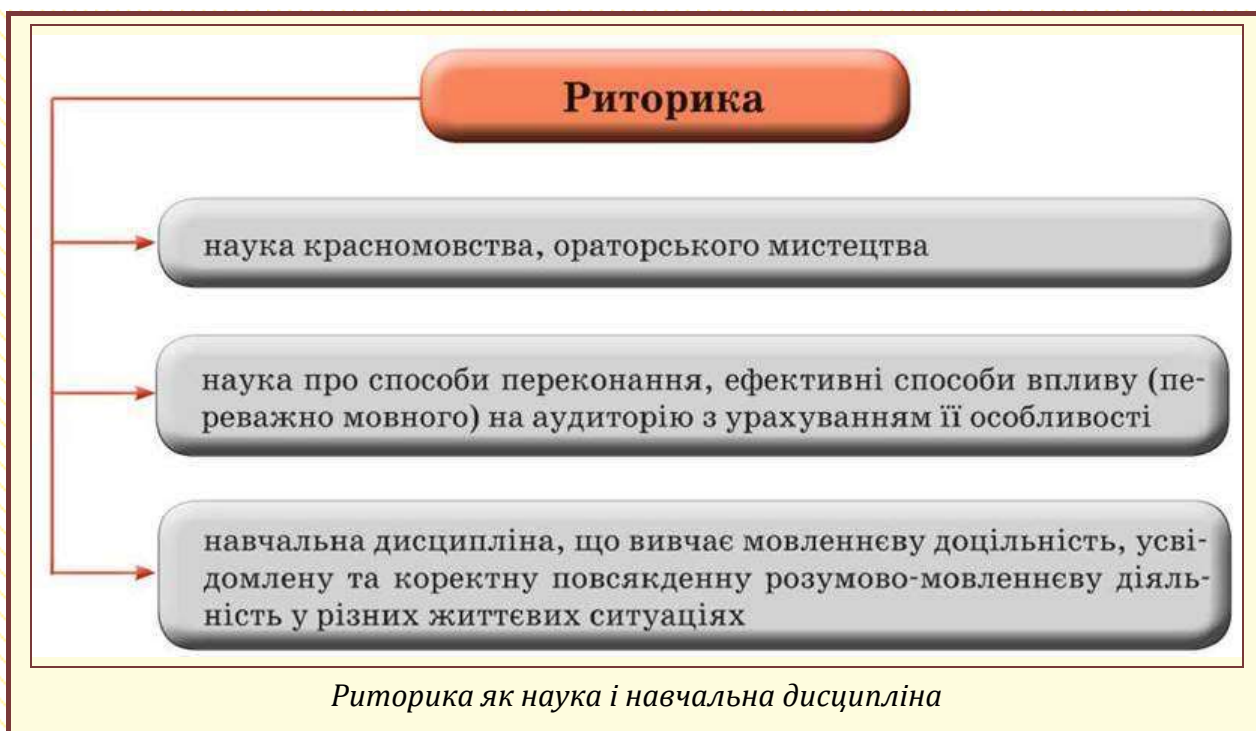 Риторика
наука красномовства, ораторського мистецтва
наука про способи переконання, ефективні способи впливу (пе-
реважно мовного) на аудиторію з урахуванням її особливості
навчальна дисципліна, що вивчає мовленнєву доцільність, усві-
домлену та коректну повсякденну розумово-мовленнєву діяль-
ність у різних життєвих ситуаціях
Риторика як наука і навчальна дисципліна